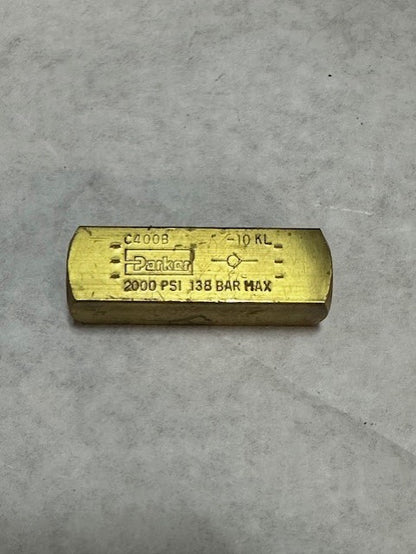 C400B -10 KL
Parker
2000 PSI 138 BAR MAX